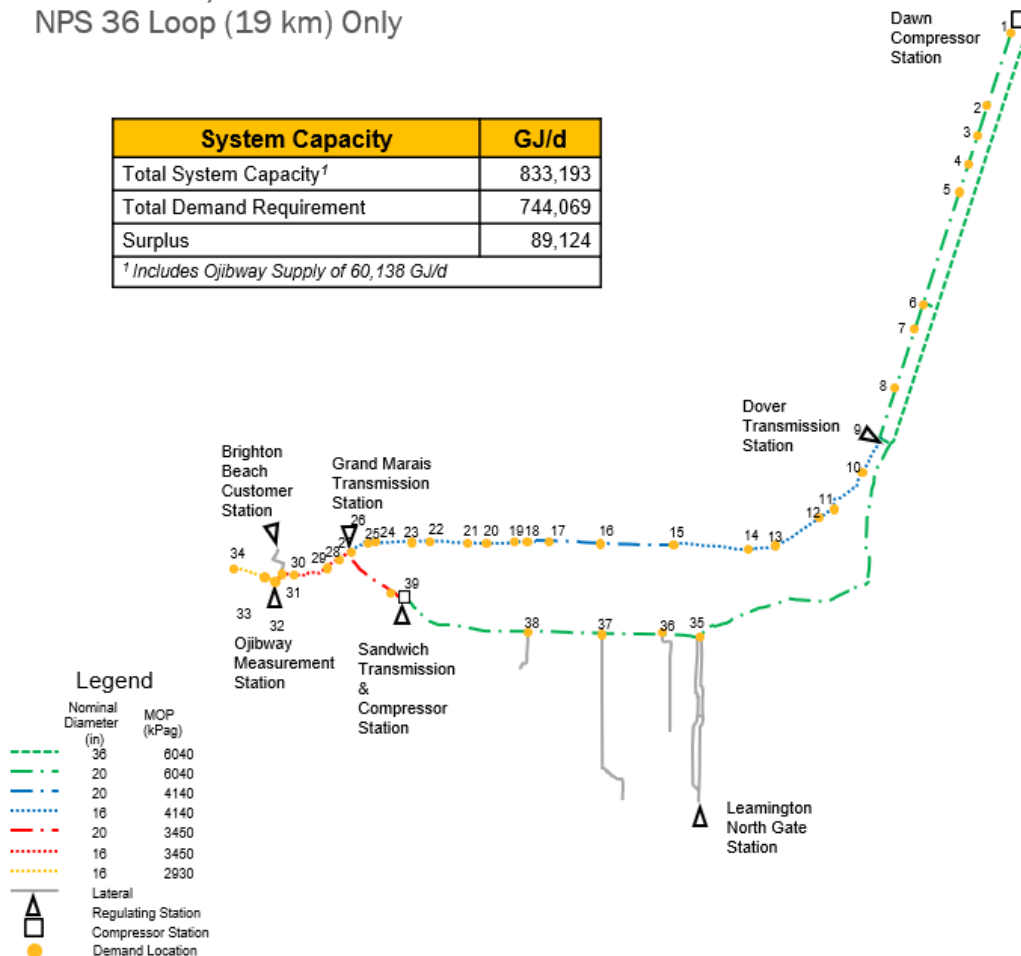 NPS 36 Loop (19 km) Only
System Capacity GJ/d
Total System Capacity1 833,193
Total Demand Requirement 744,069
Surplus 89,124
1 Includes Ojibway Supply of 60,138 GJ/d
Dawn
Compressor
Station
1
2
3
4
5
6
7
8
Dover
Transmission
Station
9
10
11
12
13
14
15
16
17
18
19
20
21
22
23
24
25
26
Grand Marais
Transmission
Station
Brighton
Beach
Customer
Station
28
29
30
31
32
33
34
Ojibway
Measurement
Station
39
Sandwich
Transmission
&
Compressor
Station
38
37
36
35
Leamington
North Gate
Station
Legend
Nominal
Diameter
(in)
MOP
(kPag)
36 6040
20 6040
20 4140
16 4140
20 3450
16 3450
16 2930
Lateral
Regulating Station
Compressor Station
Demand Location